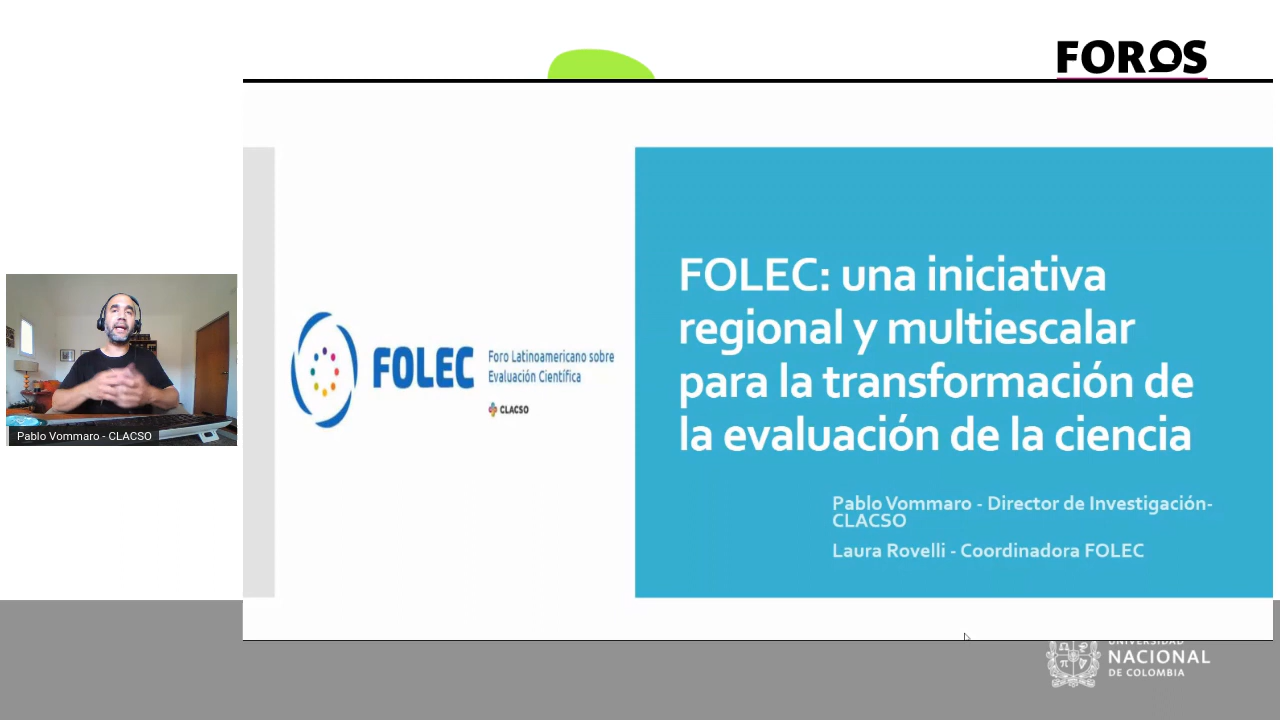 FOROS
FOLEC: una iniciativa
regional y multiescalar
para la transformación de
la evaluación de la ciencia
Pablo Vommaro - Director de Investigación-
CLACSO
Laura Rovelli - Coordinadora FOLEC
FOLEC
Foro Latinoamericano sobre
Evaluación Científica
CLACSO
Pablo Vommaro - CLACSO
UNIVERSIDAD
NACIONAL
DE COLOMBIA